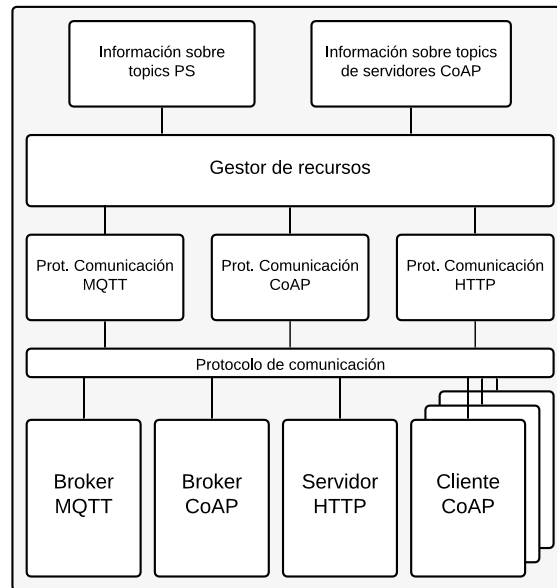 Información sobre
topics PS
Información sobre topics
de servidores CoAP
Gestor de recursos
Prot. Comunicación
MQTT
Prot. Comunicación
CoAP
Prot. Comunicación
HTTP
Protocolo de comunicación
Broker
MQTT
Broker
CoAP
Servidor
HTTP
Cliente
CoAP